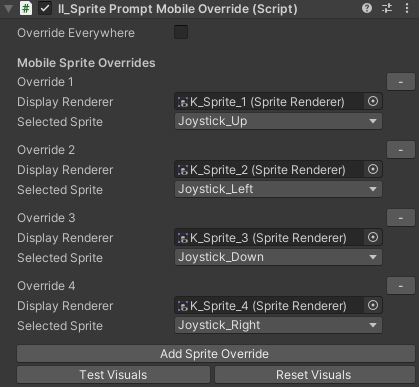 Il_Sprite Prompt Mobile Override (Script)
Override Everywhere
Mobile Sprite Overrides
Override 1 -
Display Renderer K_Sprite_1 (Sprite Renderer)
Selected Sprite Joystick_Up
Override 2 -
Display Renderer K_Sprite_2 (Sprite Renderer)
Selected Sprite Joystick_Left
Override 3 -
Display Renderer K_Sprite_3 (Sprite Renderer)
Selected Sprite Joystick_Down
Override 4 -
Display Renderer K_Sprite_4 (Sprite Renderer)
Selected Sprite Joystick_Right
Add Sprite Override
Test Visuals Reset Visuals